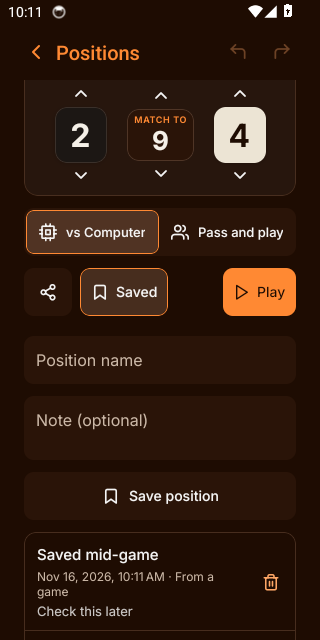 10:11
Positions
2
MATCH TO
9
4
vs Computer
Pass and play
Saved
Play
Position name
Note (optional)
Save position
Saved mid-game
Nov 16, 2026, 10:11 AM · From a
game
Check this later